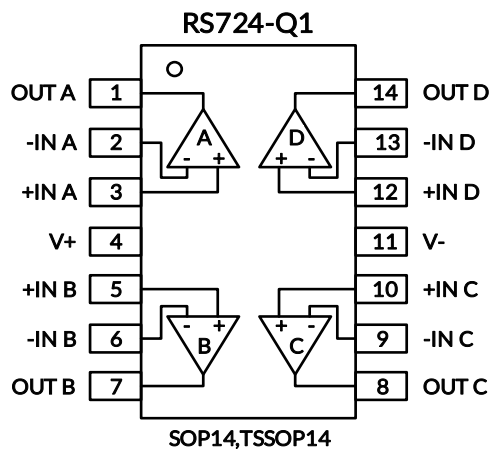 RS724-Q1
OUT A 1 14 OUT D
-IN A 2 A D 13 -IN D
- + + -
+IN A 3 12 +IN D
V+ 4 11 V-
+IN B 5 10 +IN C
- + + -
-IN B 6 B C 9 -IN C
OUT B 7 8 OUT C
SOP14,TSSOP14